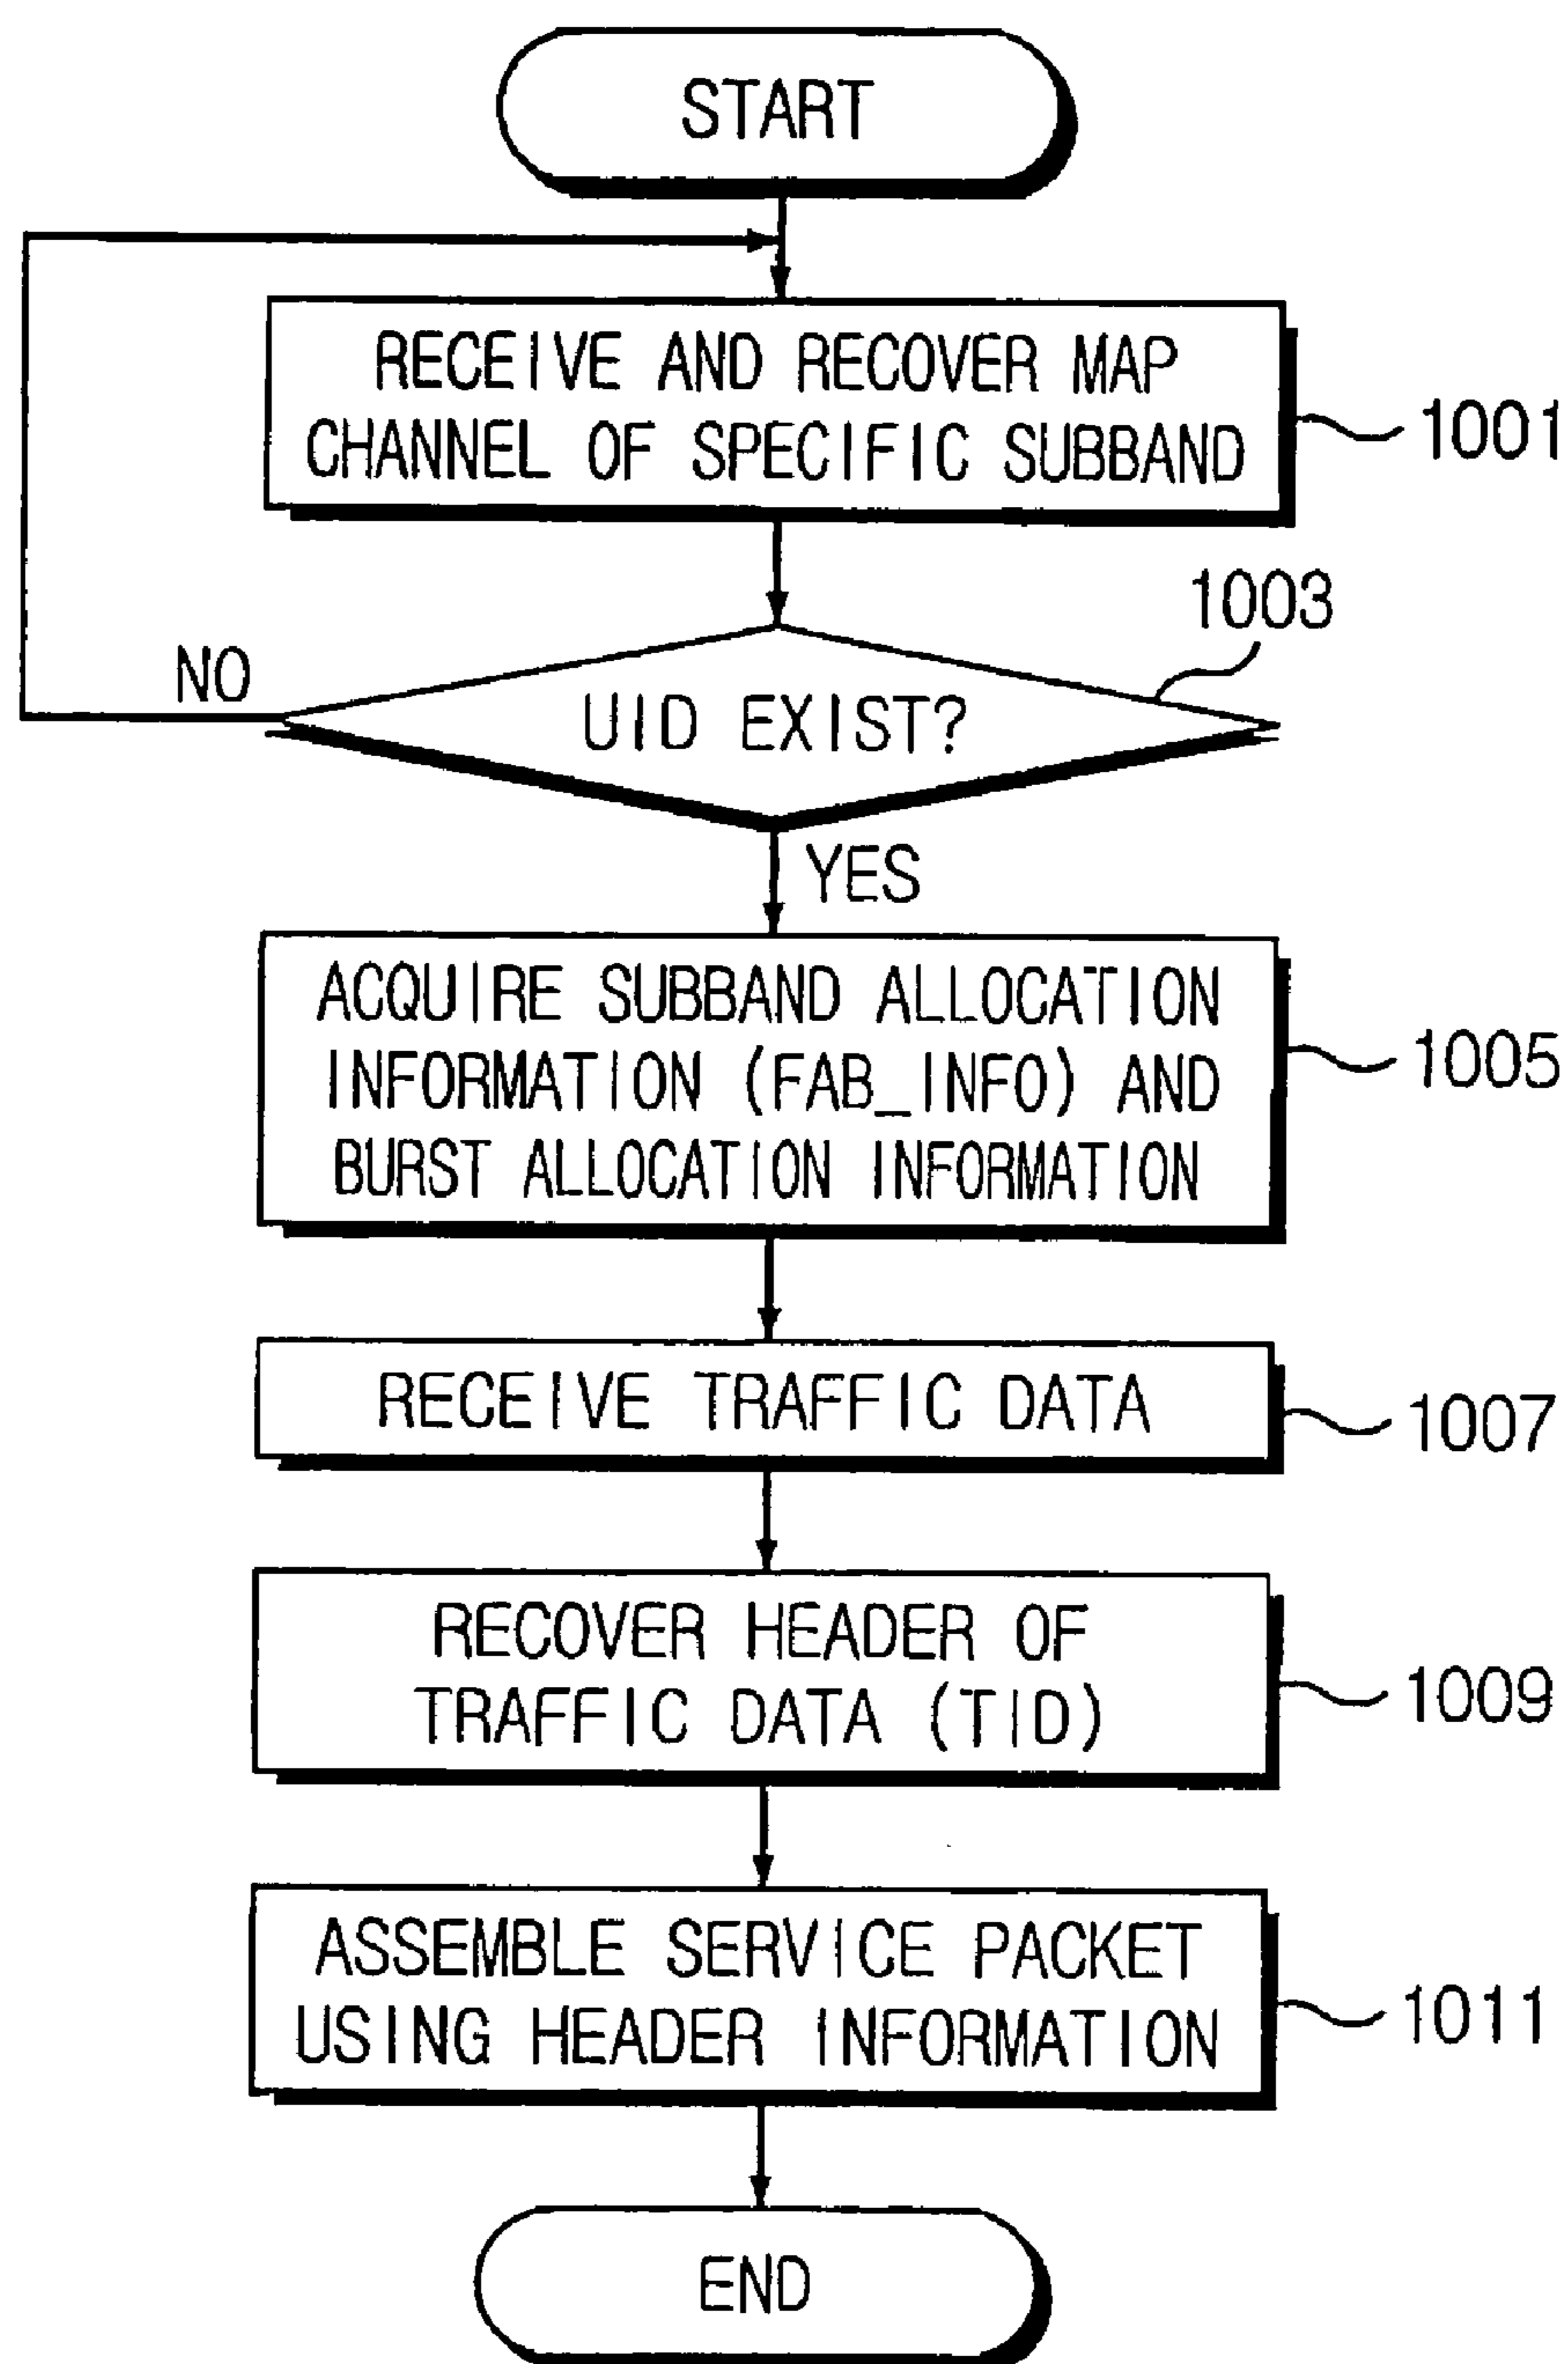 START
RECEIVE AND RECOVER MAP
CHANNEL OF SPECIFIC SUBBAND
1001
1003
NO
UID EXIST?
YES
ACQUIRE SUBBAND ALLOCATION
INFORMATION (FAB_INFO) AND
BURST ALLOCATION INFORMATION
1005
RECEIVE TRAFFIC DATA
1007
RECOVER HEADER OF
TRAFFIC DATA (TID)
1009
ASSEMBLE SERVICE PACKET
USING HEADER INFORMATION
1011
END